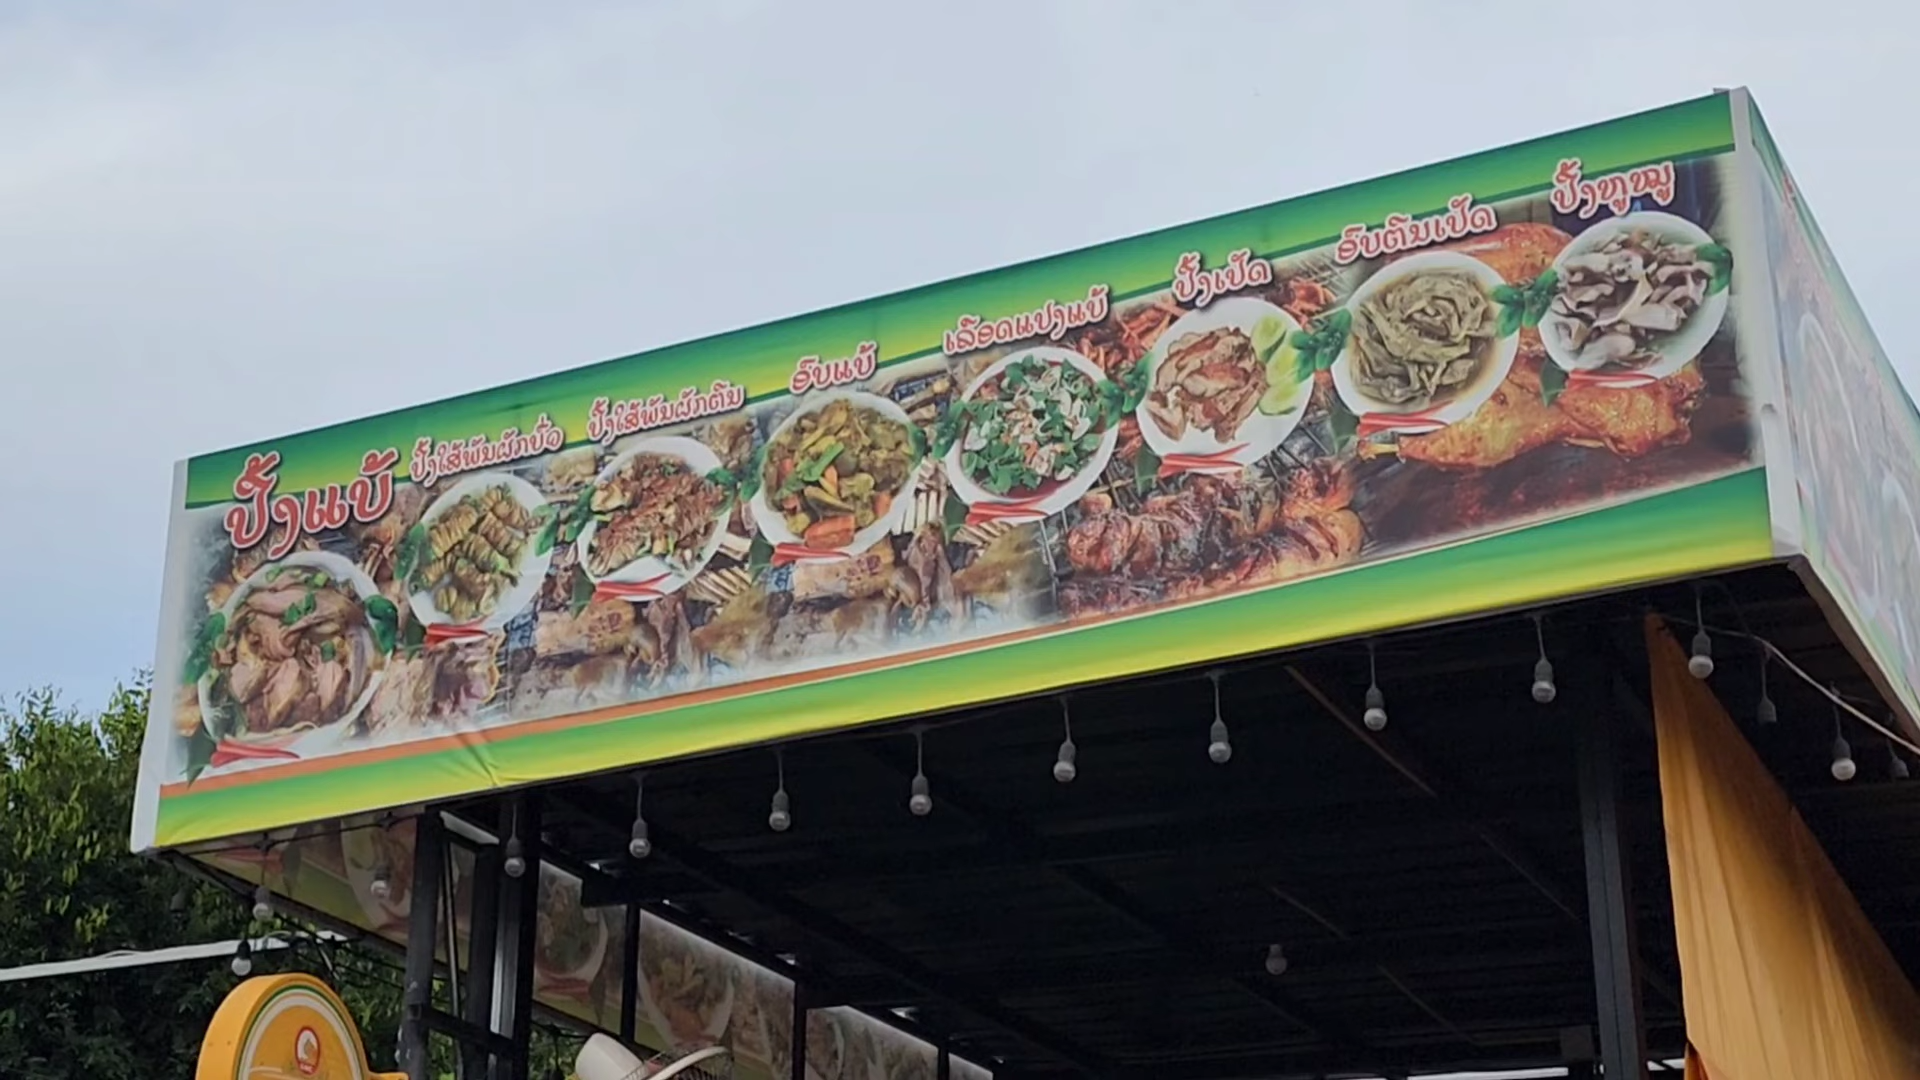 ປີ້ງແບ້
ປີ້ງໃສ້ພັນຜັກບົ່ວ
ປີ້ງໃສ້ພັນຜັກຕີນ
ອົບແບ້
ເລືອດແປງແບ້
ປີ້ງເປັດ
ອົບຕີນເປັດ
ປີ້ງຫູໝູ